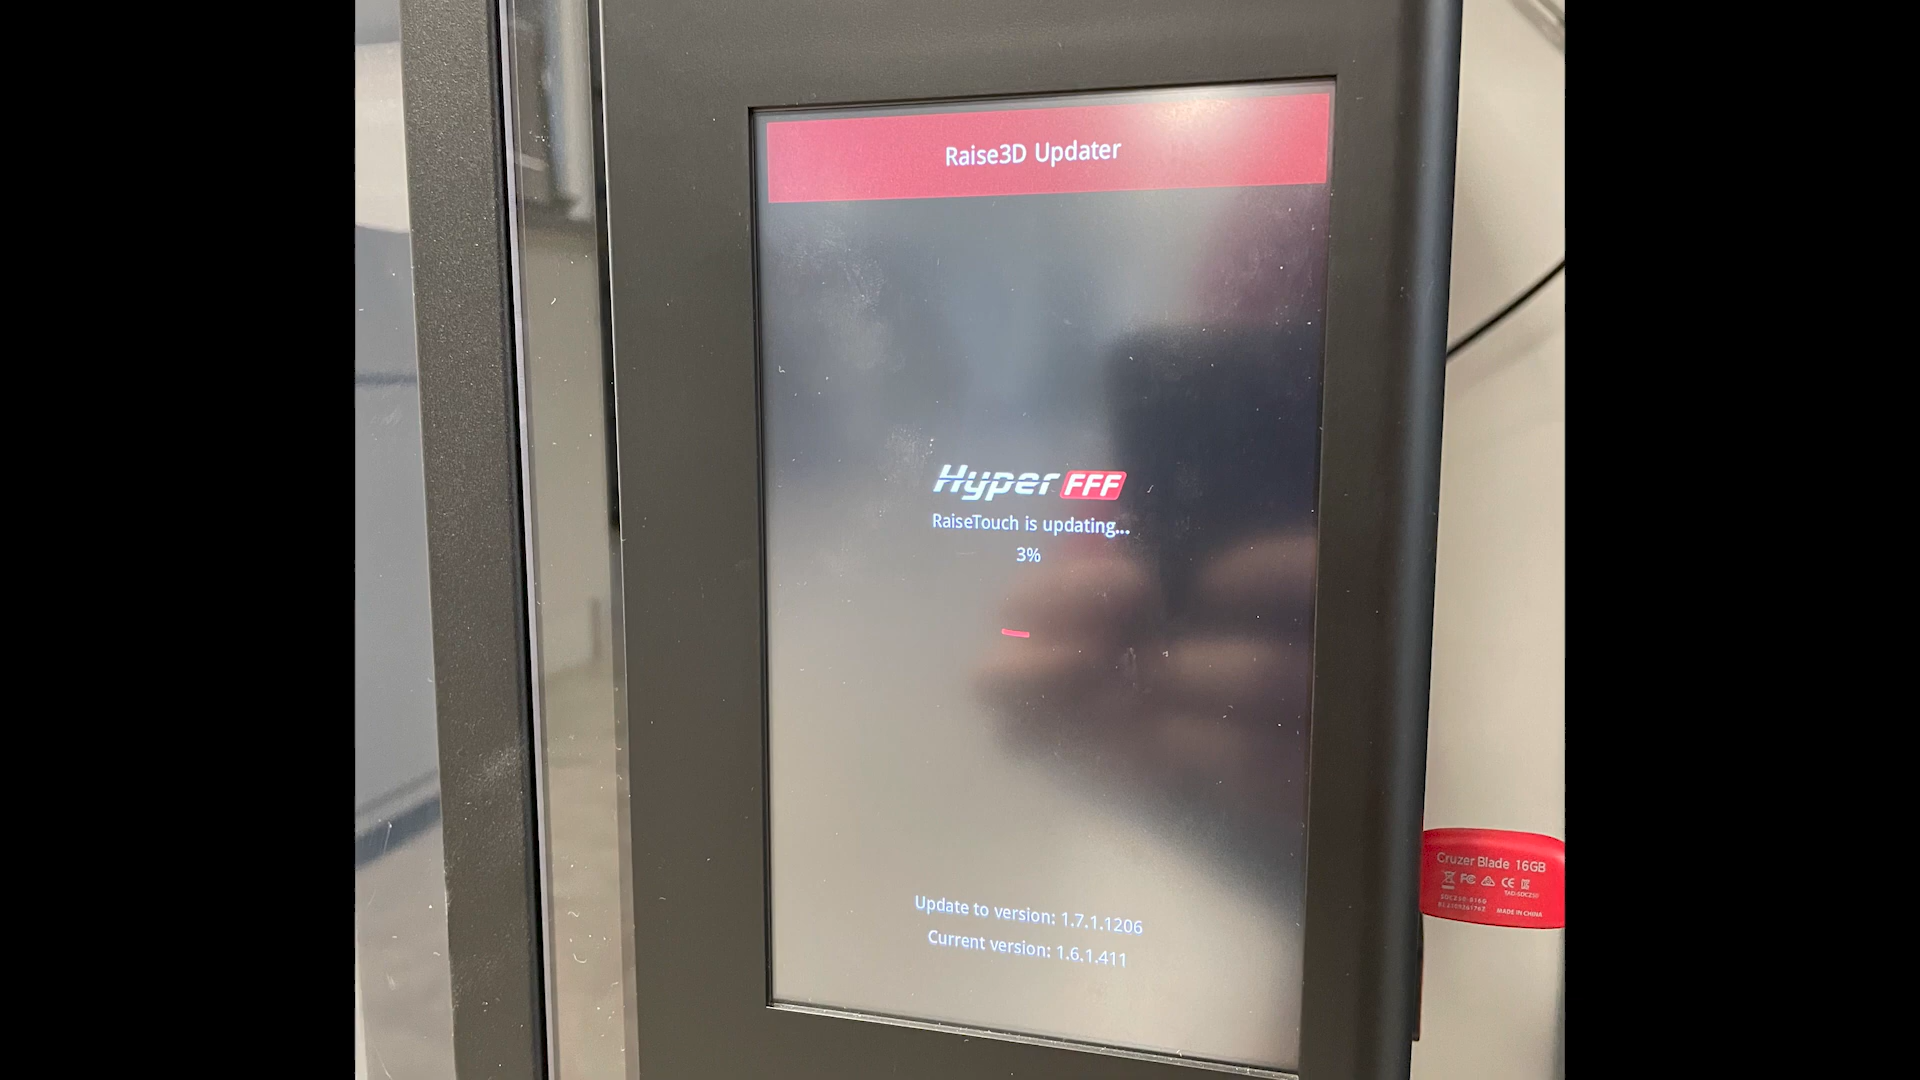 Raise3D Updater
Hyper FFF
RaiseTouch is updating...
3%
Update to version: 1.7.1.1206
Current version: 1.6.1.411
Cruzer Blade 16GB
MADE IN CHINA